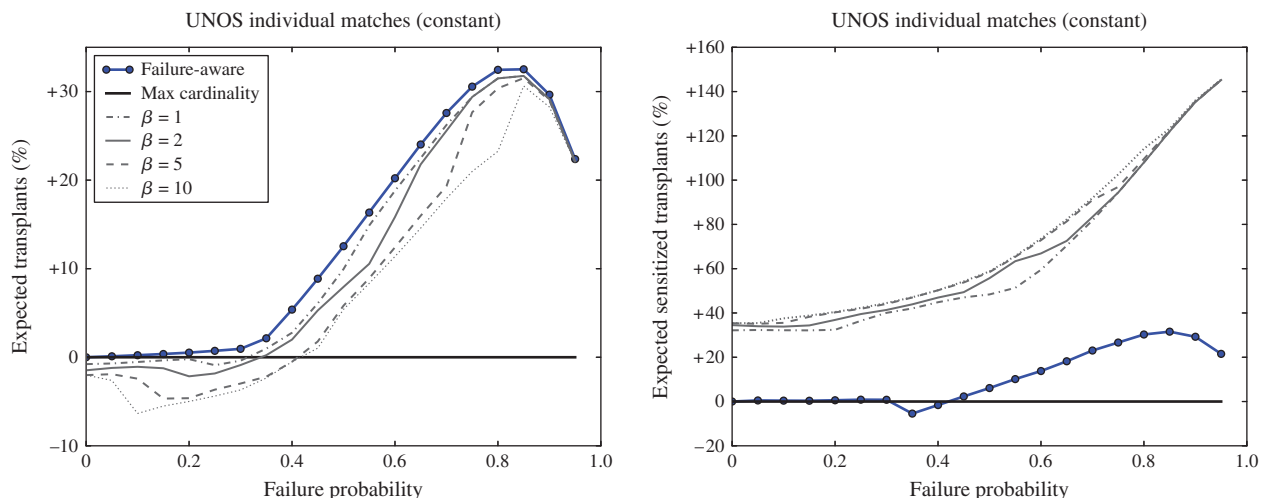 UNOS individual matches (constant)
Expected transplants (%)
+30
+20
+10
0
−10
Failure-aware
Max cardinality
β = 1
β = 2
β = 5
β = 10
0
0.2
0.4
0.6
0.8
1.0
Failure probability
UNOS individual matches (constant)
Expected sensitized transplants (%)
+160
+140
+120
+100
+80
+60
+40
+20
0
−20
0
0.2
0.4
0.6
0.8
1.0
Failure probability